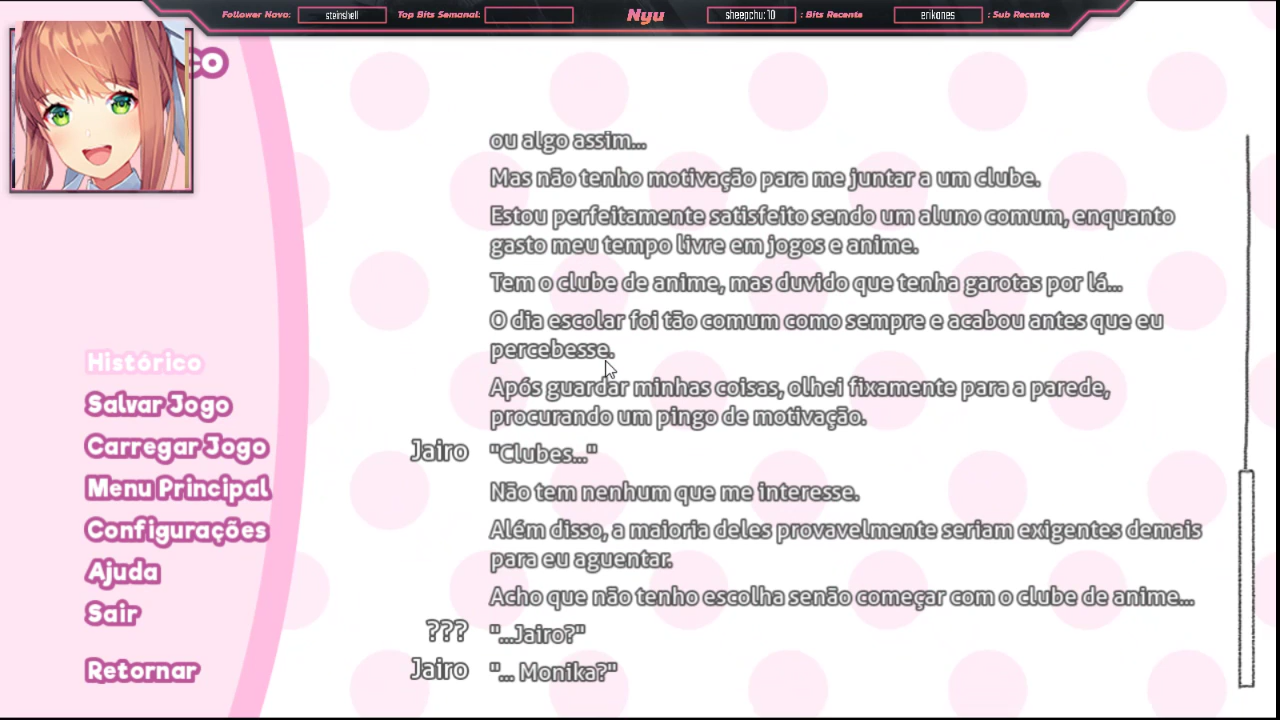 Follower Novo: steinshell Top Bits Semanal: Nyu sheepchu: 10 : Bits Recente erikanes : Sub Recente
co
ou algo assim...
Mas não tenho motivação para me juntar a um clube.
Estou perfeitamente satisfeito sendo um aluno comum, enquanto
gasto meu tempo livre em jogos e anime.
Tem o clube de anime, mas duvido que tenha garotas por lá...
O dia escolar foi tão comum como sempre e acabou antes que eu
percebesse.
Após guardar minhas coisas, olhei fixamente para a parede,
procurando um pingo de motivação.
Jairo "Clubes..."
Não tem nenhum que me interesse.
Além disso, a maioria deles provavelmente seriam exigentes demais
para eu aguentar.
Acho que não tenho escolha senão começar com o clube de anime...
??? "...Jairo?"
Jairo "... Monika?"
Histórico
Salvar Jogo
Carregar Jogo
Menu Principal
Configurações
Ajuda
Sair
Retornar